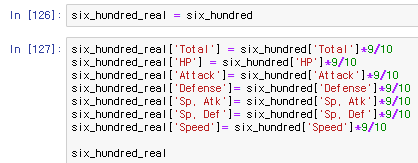 In [126]: six_hundred_real = six_hundred
In [127]: six_hundred_real['Total'] = six_hundred['Total']*9/10
six_hundred_real['HP'] = six_hundred['HP']*9/10
six_hundred_real['Attack']= six_hundred['Attack']*9/10
six_hundred_real['Defense']= six_hundred['Defense']*9/10
six_hundred_real['Sp. Atk']= six_hundred['Sp. Atk']*9/10
six_hundred_real['Sp. Def']= six_hundred['Sp. Def']*9/10
six_hundred_real['Speed']= six_hundred['Speed']*9/10
six_hundred_real